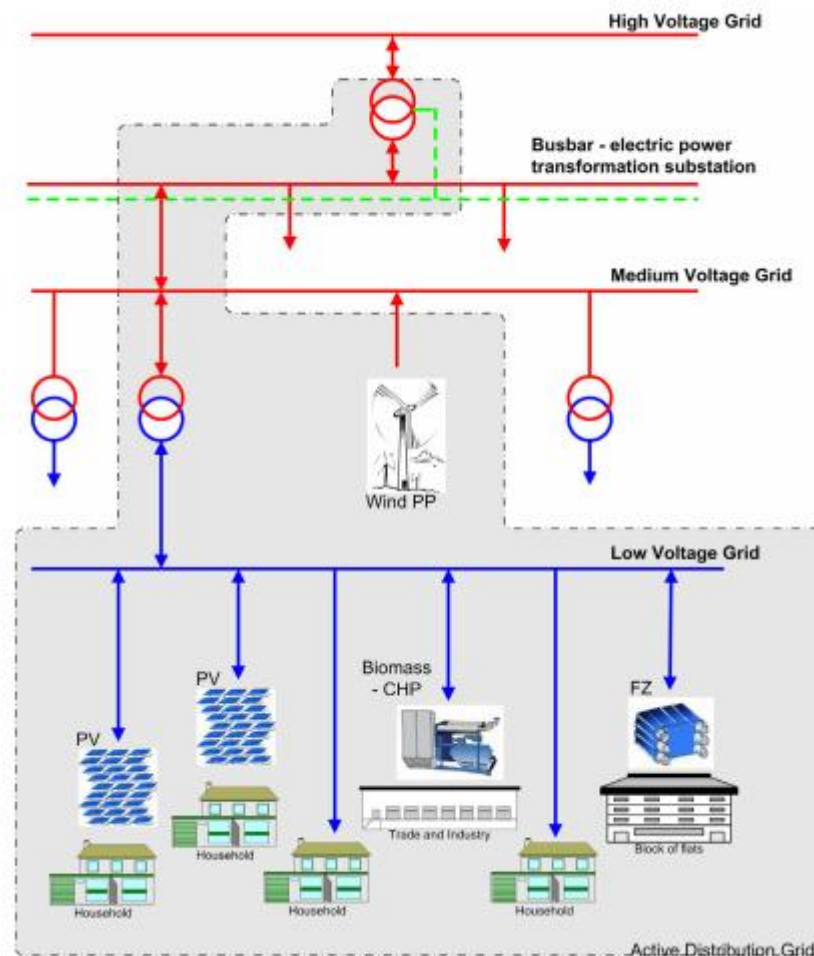 High Voltage Grid
Busbar - electric power
transformation substation
Medium Voltage Grid
Wind PP
Low Voltage Grid
PV
PV
Biomass
- CHP
FZ
Household
Household
Household
Trade and Industry
Household
Block of flats
Active Distribution Grid